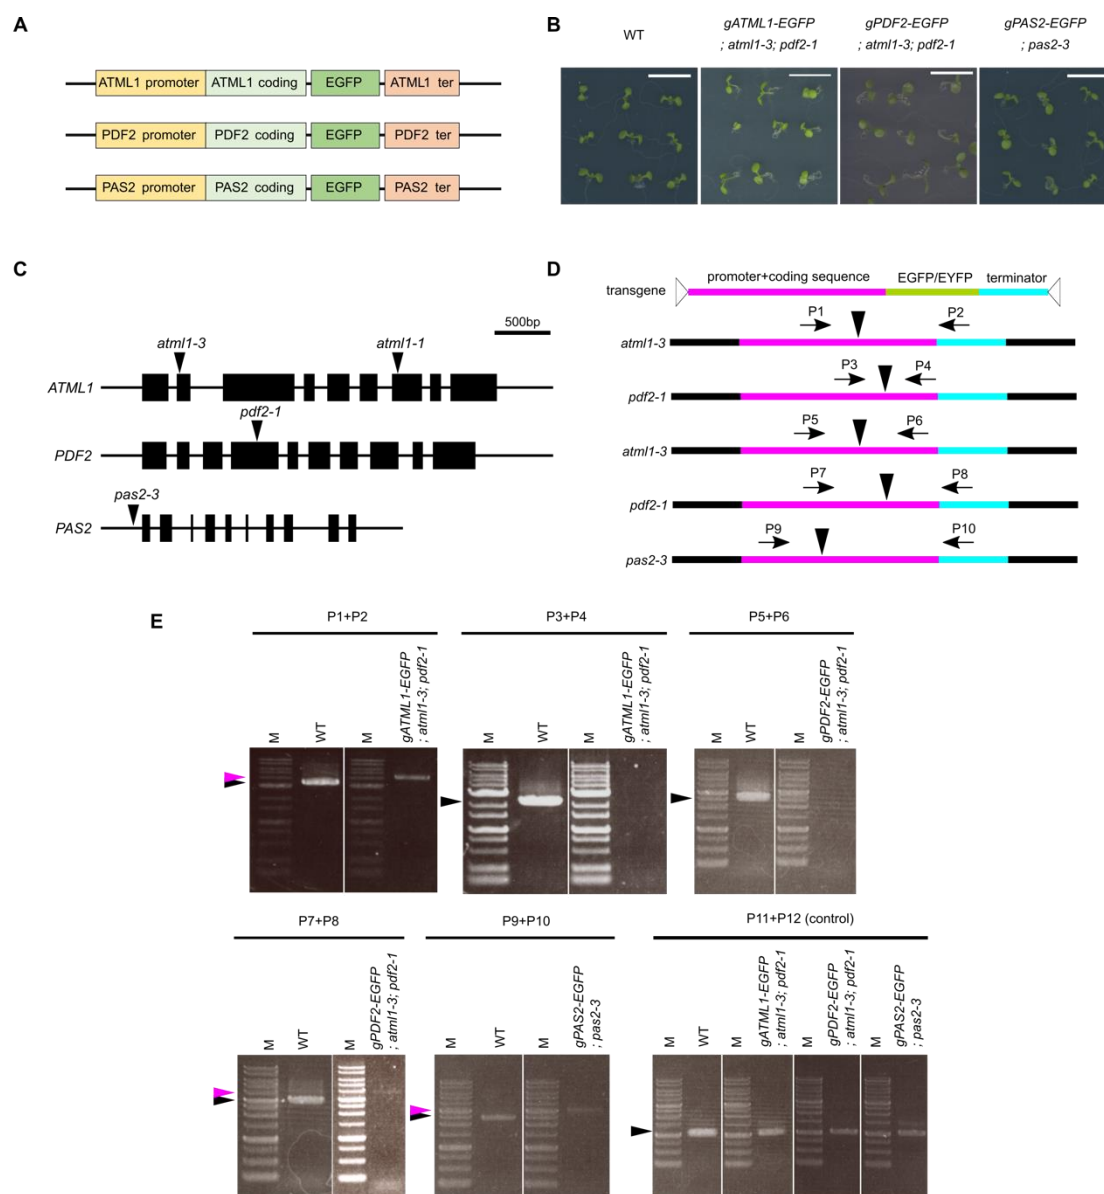 A
ATML1 promoter ATML1 coding EGFP ATML1 ter
PDF2 promoter PDF2 coding EGFP PDF2 ter
PAS2 promoter PAS2 coding EGFP PAS2 ter
B
WT
gATML1-EGFP
; atml1-3; pdf2-1
gPDF2-EGFP
; atml1-3; pdf2-1
gPAS2-EGFP
; pas2-3
C
500bp
atml1-3 atml1-1
ATML1
pdf2-1
PDF2
pas2-3
PAS2
D
promoter+coding sequence EGFP/EYFP terminator
transgene
P1 P2
atml1-3
P3 P4
pdf2-1
P5 P6
atml1-3
P7 P8
pdf2-1
P9 P10
pas2-3
E
P1+P2
M
WT
M
gATML1-EGFP
; atml1-3; pdf2-1
P3+P4
M
WT
M
gATML1-EGFP
; atml1-3; pdf2-1
P5+P6
M
WT
M
gPDF2-EGFP
; atml1-3; pdf2-1
P7+P8
M
WT
M
gPDF2-EGFP
; atml1-3; pdf2-1
P9+P10
M
WT
M
gPAS2-EGFP
; pas2-3
P11+P12 (control)
M
WT
M
gATML1-EGFP
; atml1-3; pdf2-1
M
gPDF2-EGFP
; atml1-3; pdf2-1
M
gPAS2-EGFP
; pas2-3